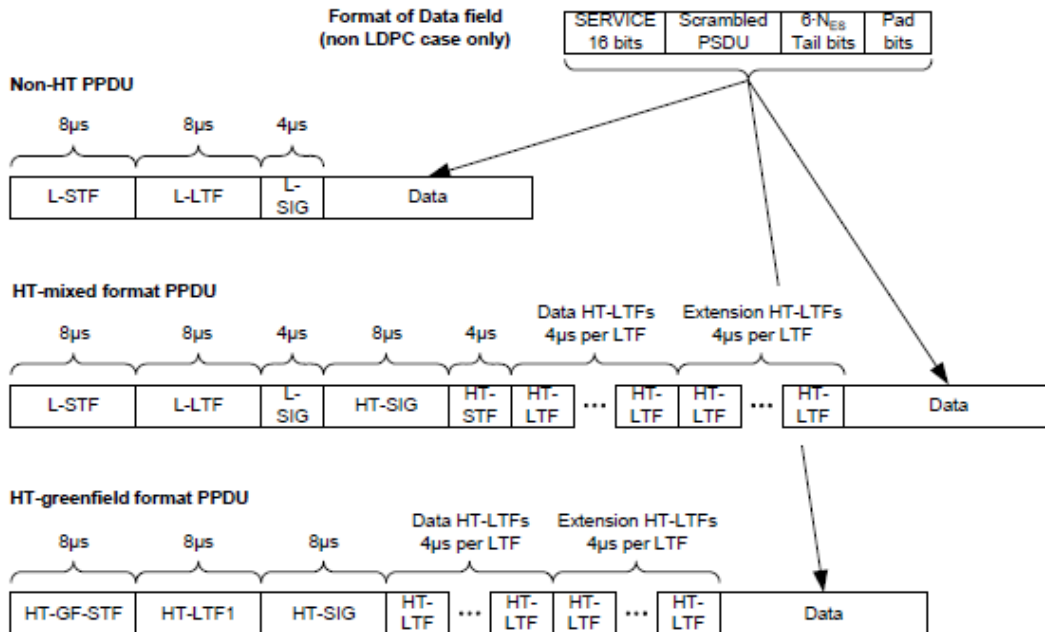 Format of Data field
(non LDPC case only)
SERVICE
16 bits
Scrambled
PSDU
6·NES
Tail bits
Pad
bits
Non-HT PPDU
8µs
8µs
4µs
L-STF
L-LTF
L-
SIG
Data
HT-mixed format PPDU
8µs
8µs
4µs
8µs
4µs
Data HT-LTFs
4µs per LTF
Extension HT-LTFs
4µs per LTF
L-STF
L-LTF
L-
SIG
HT-SIG
HT-
STF
HT-
LTF
...
HT-
LTF
HT-
LTF
...
HT-
LTF
Data
HT-greenfield format PPDU
8µs
8µs
8µs
Data HT-LTFs
4µs per LTF
Extension HT-LTFs
4µs per LTF
HT-GF-STF
HT-LTF1
HT-SIG
HT-
LTF
...
HT-
LTF
HT-
LTF
...
HT-
LTF
Data